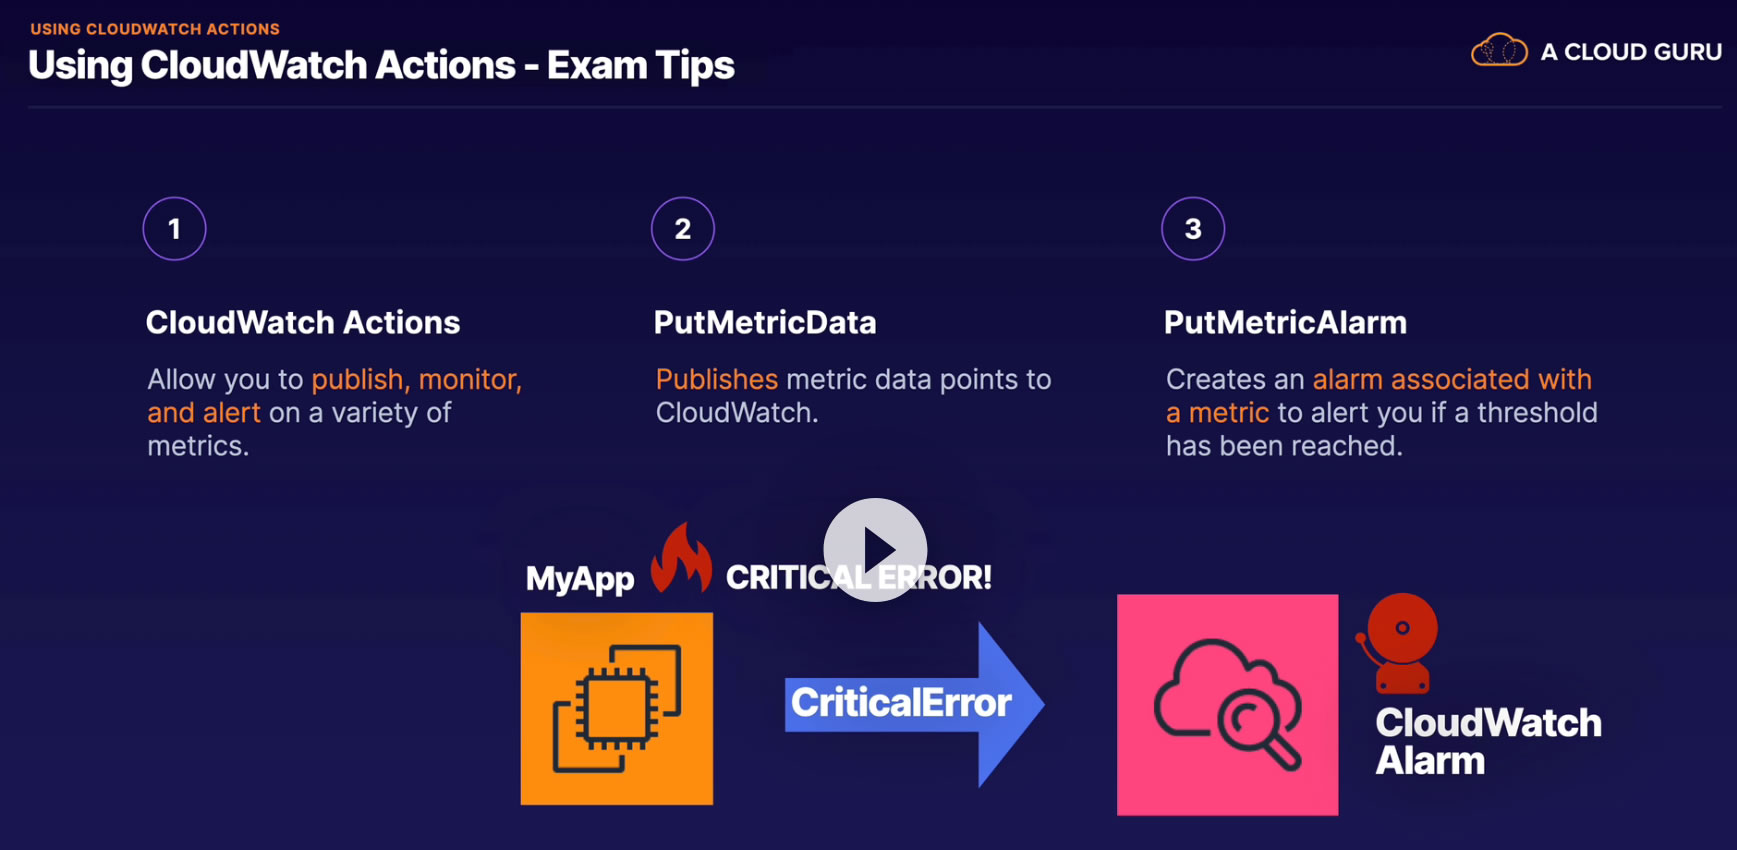 USING CLOUDWATCH ACTIONS
Using CloudWatch Actions - Exam Tips
A CLOUD GURU
1
CloudWatch Actions
Allow you to publish, monitor,
and alert on a variety of
metrics.
2
PutMetricData
Publishes metric data points to
CloudWatch.
3
PutMetricAlarm
Creates an alarm associated with
a metric to alert you if a threshold
has been reached.
MyApp
CRITICAL ERROR!
CriticalError
CloudWatch
Alarm